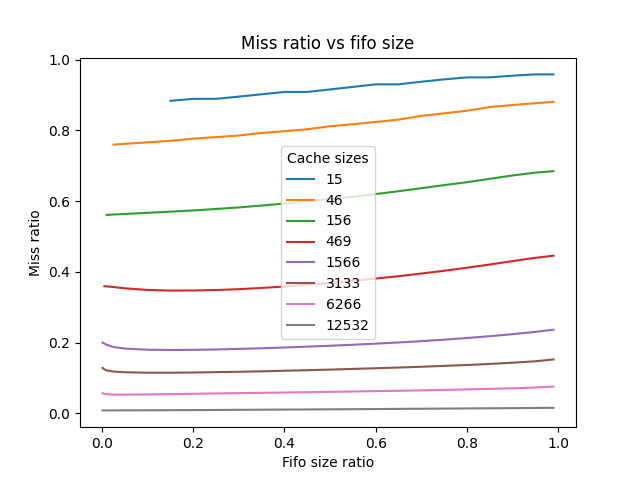 Miss ratio vs fifo size
Miss ratio
1.0
0.8
0.6
0.4
0.2
0.0
Cache sizes
15
46
156
469
1566
3133
6266
12532
0.0 0.2 0.4 0.6 0.8 1.0
Fifo size ratio